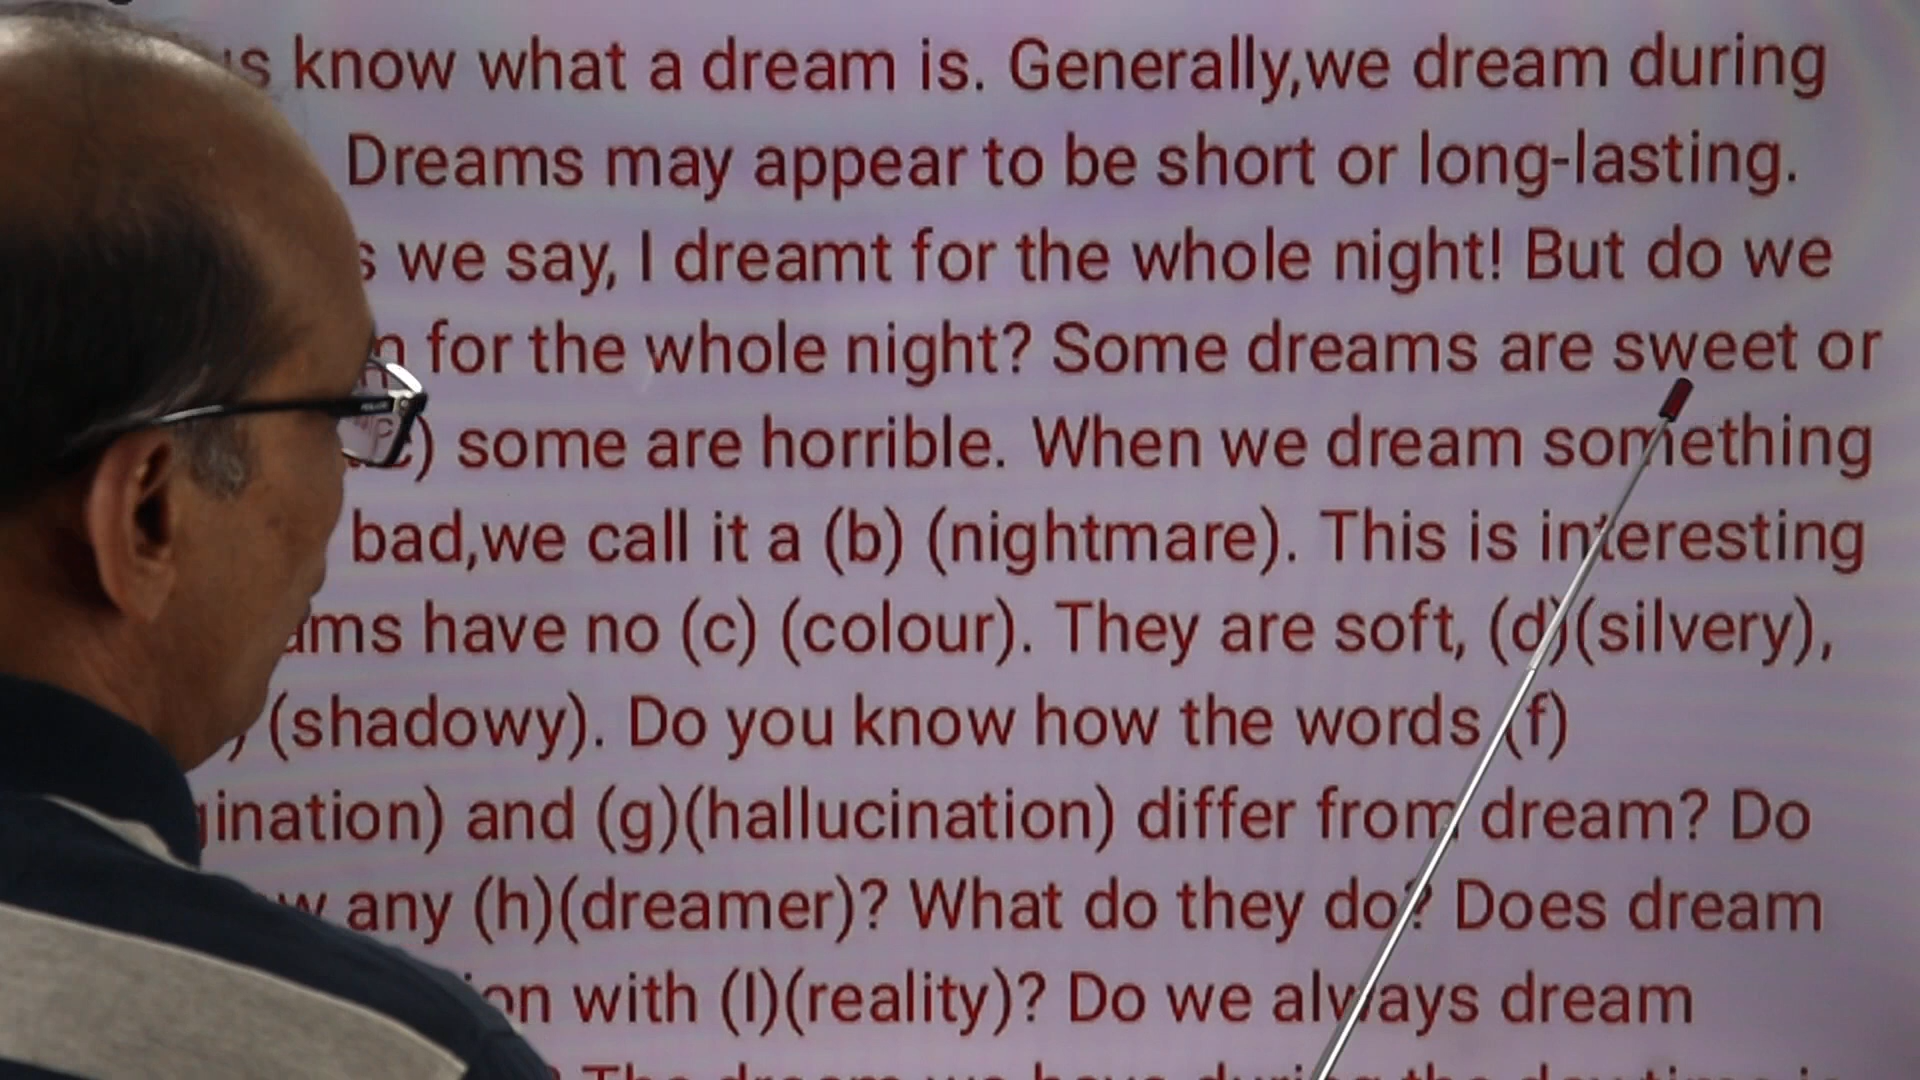 know what a dream is. Generally,we dream during
Dreams may appear to be short or long-lasting.
we say, I dreamt for the whole night! But do we
for the whole night? Some dreams are sweet or
some are horrible. When we dream something
bad,we call it a (b) (nightmare). This is interesting
have no (c) (colour). They are soft, (d)(silvery),
(shadowy). Do you know how the words (f)
and (g)(hallucination) differ from dream? Do
any (h)(dreamer)? What do they do? Does dream
with (I)(reality)? Do we always dream